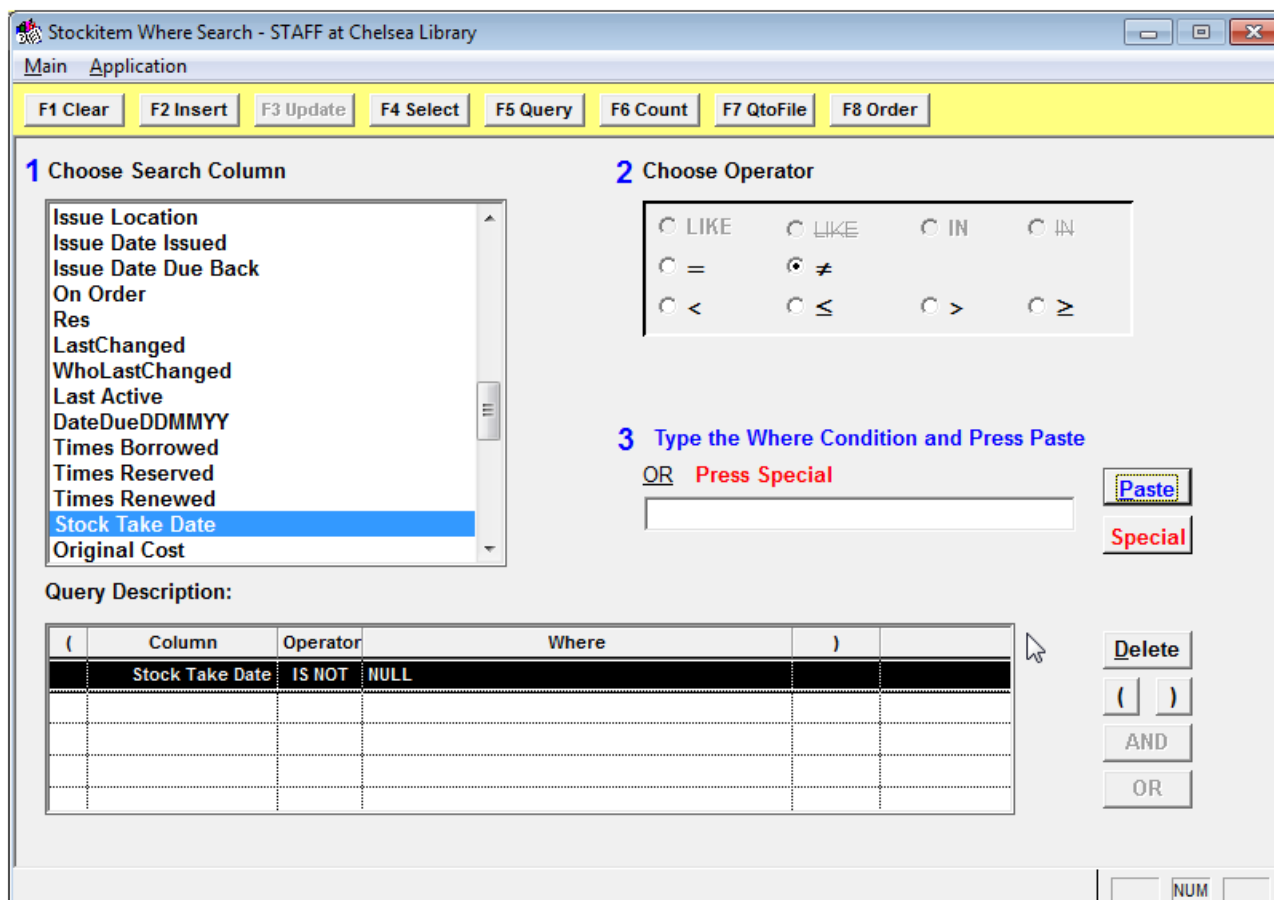 Stockitem Where Search - STAFF at Chelsea Library
Main Application
F1 Clear F2 Insert F3 Update F4 Select F5 Query F6 Count F7 QtoFile F8 Order
1 Choose Search Column
Issue Location
Issue Date Issued
Issue Date Due Back
On Order
Res
LastChanged
WhoLastChanged
Last Active
DateDueDDMMYY
Times Borrowed
Times Reserved
Times Renewed
Stock Take Date
Original Cost
2 Choose Operator
LIKE LIKE IN IN
= ≠
< ≤ > ≥
3 Type the Where Condition and Press Paste
OR Press Special
Paste
Special
Query Description:
( Column Operator Where )
Stock Take Date IS NOT NULL
Delete
( )
AND
OR
NUM